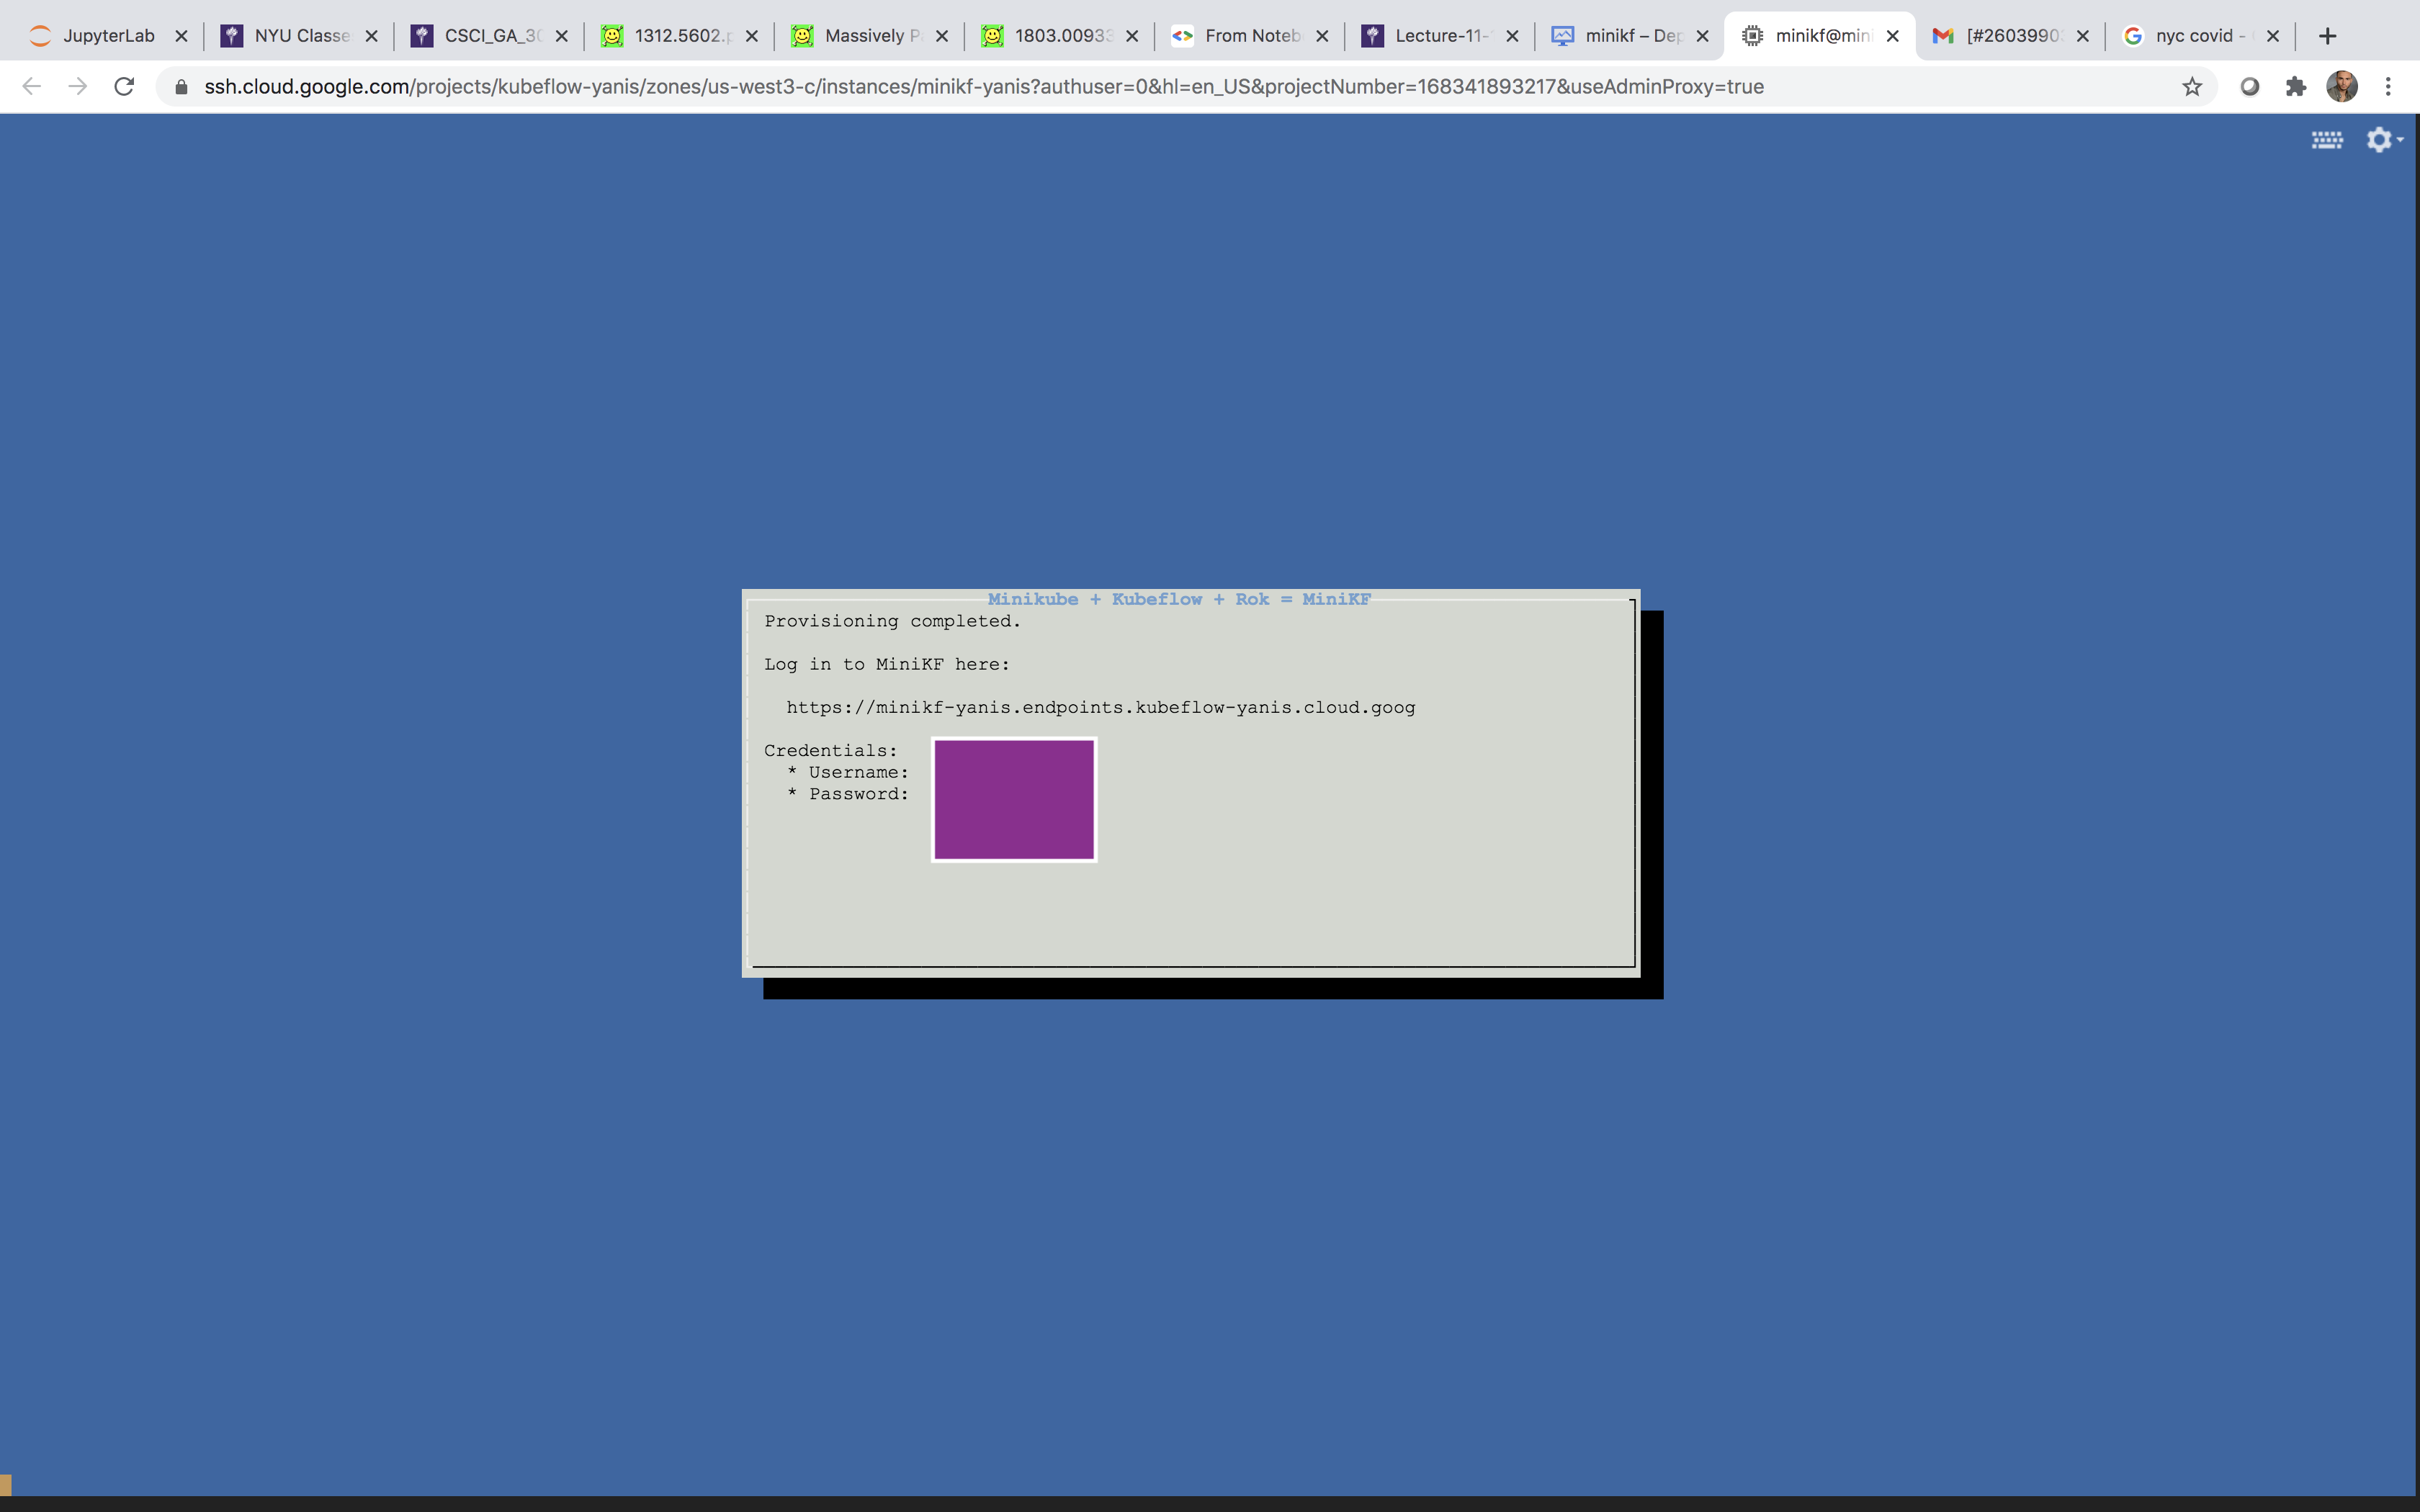 JupyterLab
NYU Classe
CSCI_GA_30
1312.5602.p
Massively P
1803.00933
From Noteb
Lecture-11-
minikf – Dep
minikf@mini
[#2603990
nyc covid -
ssh.cloud.google.com/projects/kubeflow-yanis/zones/us-west3-c/instances/minikf-yanis?authuser=0&hl=en_US&projectNumber=168341893217&useAdminProxy=true
Minikube + Kubeflow + Rok = MiniKF
Provisioning completed.
Log in to MiniKF here:
https://minikf-yanis.endpoints.kubeflow-yanis.cloud.goog
Credentials:
* Username:
* Password: